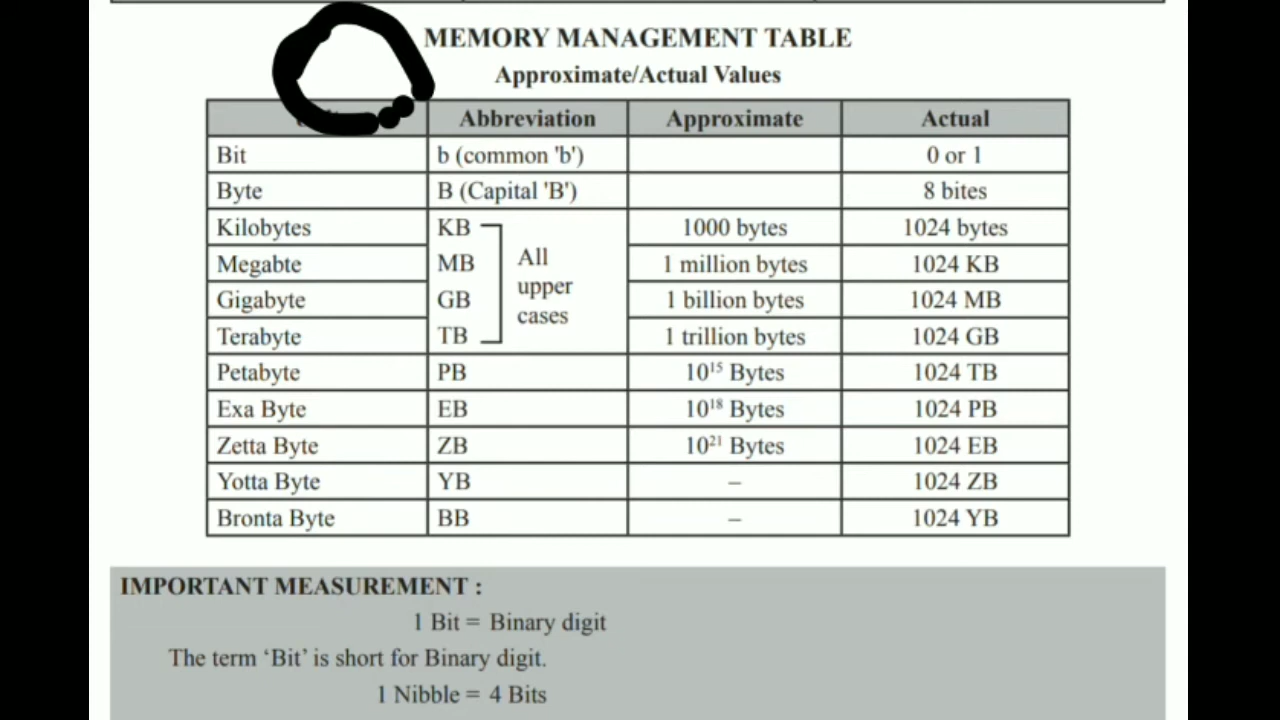 MEMORY MANAGEMENT TABLE
Approximate/Actual Values
Abbreviation Approximate Actual
Bit b (common 'b') 0 or 1
Byte B (Capital 'B') 8 bites
Kilobytes KB 1000 bytes 1024 bytes
Megabte MB 1 million bytes 1024 KB
Gigabyte GB 1 billion bytes 1024 MB
Terabyte TB 1 trillion bytes 1024 GB
All
upper
cases
Petabyte PB 10¹⁵ Bytes 1024 TB
Exa Byte EB 10¹⁸ Bytes 1024 PB
Zetta Byte ZB 10²¹ Bytes 1024 EB
Yotta Byte YB – 1024 ZB
Bronta Byte BB – 1024 YB
IMPORTANT MEASUREMENT :
1 Bit = Binary digit
The term ‘Bit’ is short for Binary digit.
1 Nibble = 4 Bits